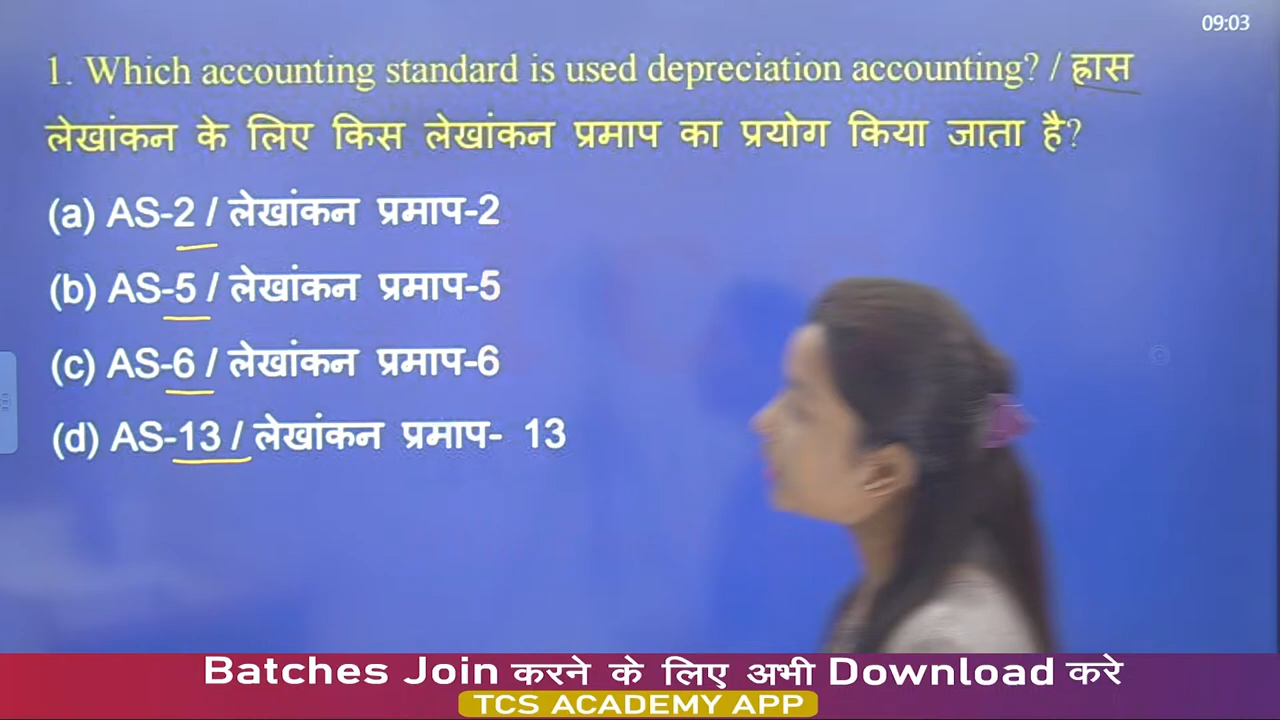 09:03
1. Which accounting standard is used depreciation accounting? / ह्रास
लेखांकन के लिए किस लेखांकन प्रमाप का प्रयोग किया जाता है?
(a) AS-2 / लेखांकन प्रमाप-2
(b) AS-5 / लेखांकन प्रमाप-5
(c) AS-6 / लेखांकन प्रमाप-6
(d) AS-13 / लेखांकन प्रमाप- 13
Batches Join करने के लिए अभी Download करे
TCS ACADEMY APP